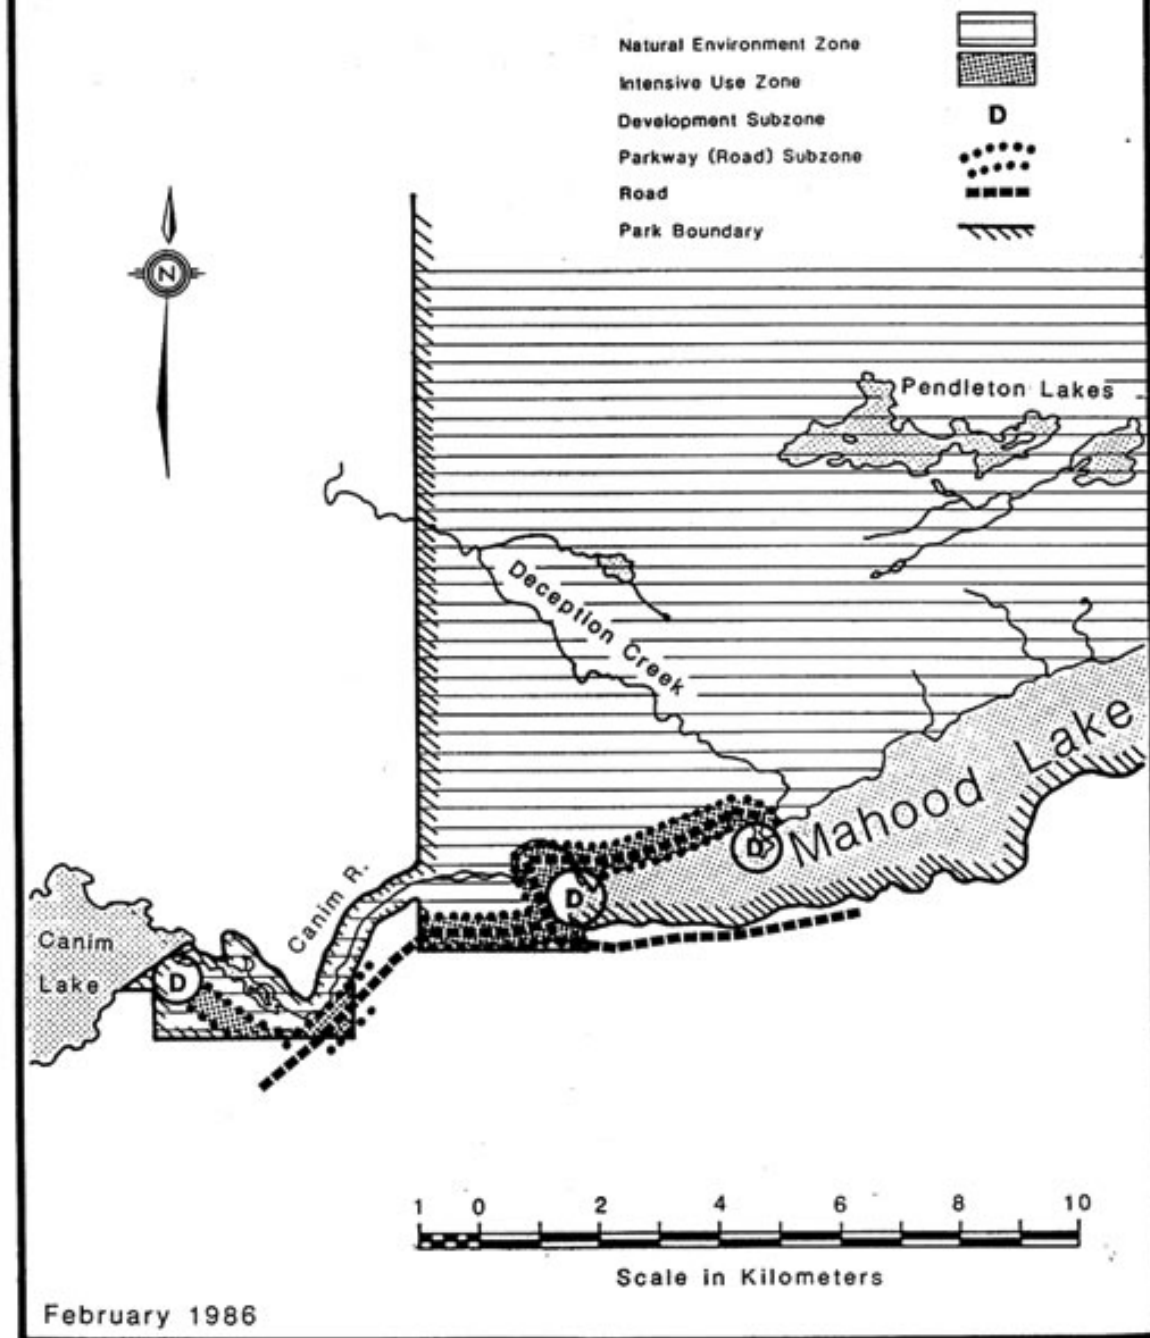 Natural Environment Zone
Intensive Use Zone
Development Subzone D
Parkway (Road) Subzone
Road
Park Boundary
N
Pendleton Lakes
Deception Creek
Mahood Lake
D
D
Canim R.
Canim
Lake
D
1 0 2 4 6 8 10
Scale in Kilometers
February 1986